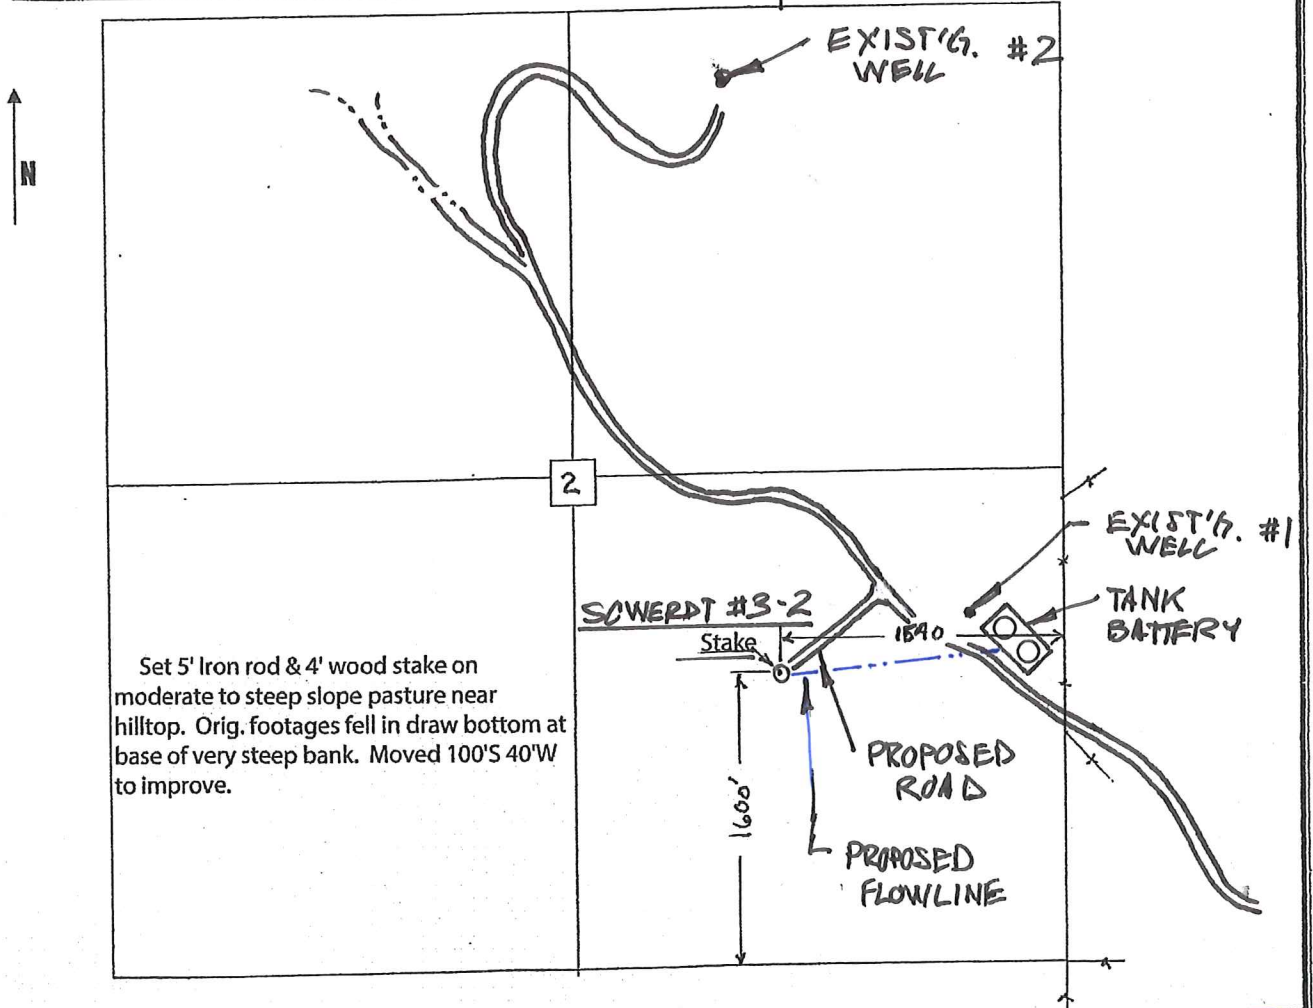 EXIST'G. #2
WELL
N
2
EXIST'G. #1
WELL
SCWERDT #3-2
TANK
BATTERY
1540
Stake
Set 5' Iron rod & 4' wood stake on
moderate to steep slope pasture near
hilltop. Orig. footages fell in draw bottom at
base of very steep bank. Moved 100'S 40'W
to improve.
PROPOSED
ROAD
1600'
PROPOSED
FLOWLINE